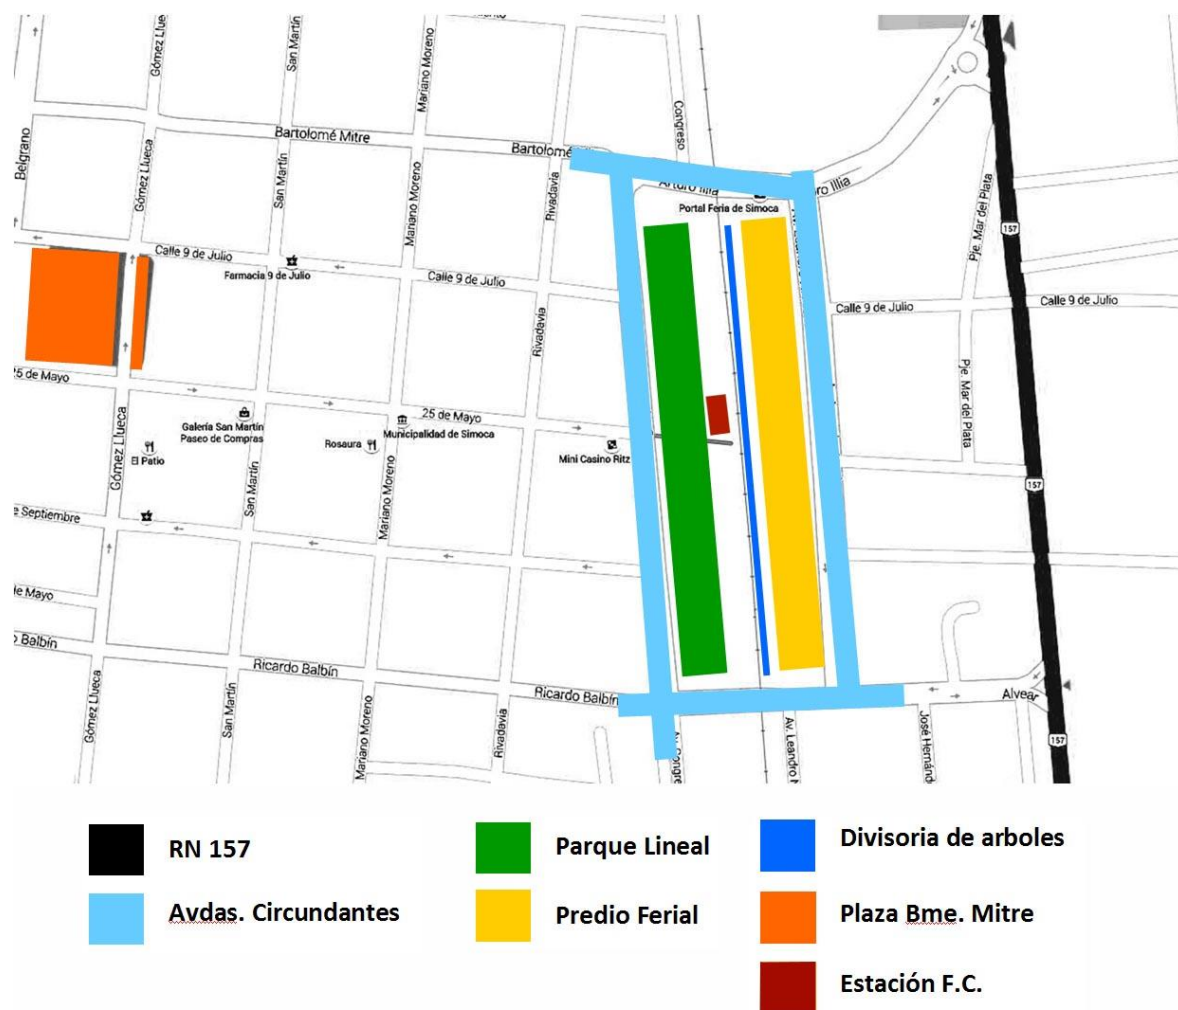 Gómez Llueca
San Martín
Mariano Moreno
Congreso
Belgrano
Gómez Llueca
San Martín
Mariano Moreno
Rivadavia
Bartolomé Mitre
Bartolomé
Arturo Illia
ro Illia
Portal Feria de Simoca
Pje. Mar del Plata
157
Calle 9 de Julio
Farmacia 9 de Julio
Calle 9 de Julio
Calle 9 de Julio
Calle 9 de Julio
Rivadavia
Pje. Mar del Plata
25 de Mayo
25 de Mayo
Galería San Martín
Paseo de Compras
Municipalidad de Simoca
Rosaura
El Patio
Mini Casino Ritz
Gómez Llueca
San Martín
Mariano Moreno
157
e Septiembre
de Mayo
o Balbín
Ricardo Balbín
Ricardo Balbín
Alvear
Gómez Llueca
San Martín
Mariano Moreno
Rivadavia
Av. Congre
Av. Leandro N
José Hernánd
157
RN 157
Parque Lineal
Divisoria de arboles
Avdas. Circundantes
Predio Ferial
Plaza Bme. Mitre
Estación F.C.